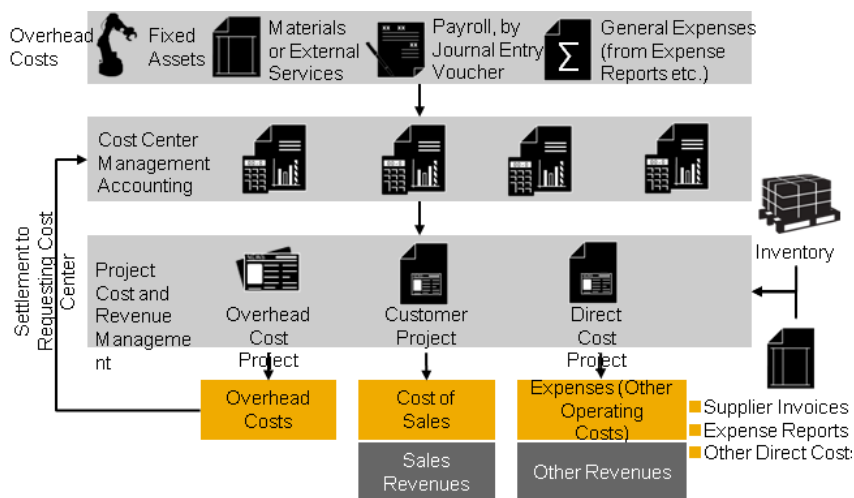 Overhead
Costs
Fixed
Assets
Materials
or External
Services
Payroll, by
Journal Entry
Voucher
General Expenses
(from Expense
Reports etc.)
Σ
Cost Center
Management
Accounting
Settlement to
Requesting Cost
Center
Inventory
Project
Cost and
Revenue
Manageme
nt
Overhead
Cost
Project
Customer
Project
Direct
Cost
Project
Overhead
Costs
Cost of
Sales
Expenses (Other
Operating
Costs)
Sales
Revenues
Other Revenues
Supplier Invoices
Expense Reports
Other Direct Costs